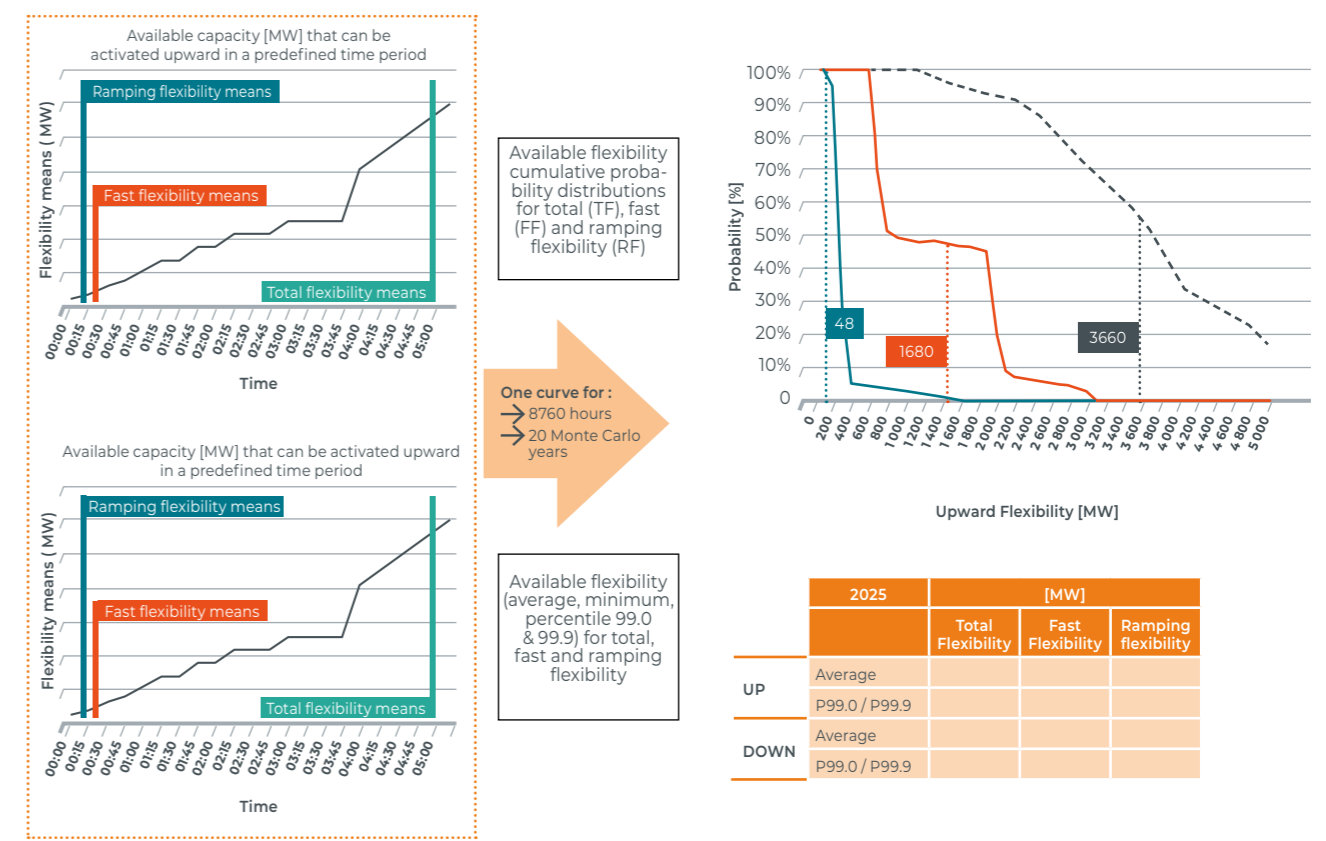 Available capacity [MW] that can be
activated upward in a predefined time period
Flexibility means ( MW)
Ramping flexibility means
Fast flexibility means
Total flexibility means
00:00
00:15
00:30
00:45
01:00
01:15
01:30
01:45
02:00
02:15
02:30
02:45
03:00
03:15
03:30
03:45
04:00
04:15
04:30
04:45
05:00
Time
Available capacity [MW] that can be activated upward
in a predefined time period
Flexibility means ( MW)
Ramping flexibility means
Fast flexibility means
Total flexibility means
00:00
00:15
00:30
00:45
01:00
01:15
01:30
01:45
02:00
02:15
02:30
02:45
03:00
03:15
03:30
03:45
04:00
04:15
04:30
04:45
05:00
Time
Available flexibility
cumulative proba-
bility distributions
for total (TF), fast
(FF) and ramping
flexibility (RF)
One curve for :
8760 hours
20 Monte Carlo
years
Available flexibility
(average, minimum,
percentile 99.0
& 99.9) for total,
fast and ramping
flexibility
Probability [%]
100%
90%
80%
70%
60%
50%
40%
30%
20%
10%
0
48
1680
3660
0
200
400
600
800
1 000
1 200
1 400
1 600
1 800
2 000
2 200
2 400
2 600
2 800
3 000
3 200
3 400
3 600
3 800
4 000
4 200
4 400
4 600
4 800
5 000
Upward Flexibility [MW]
2025
[MW]
Total
Flexibility
Fast
Flexibility
Ramping
flexibility
UP
Average
P99.0 / P99.9
DOWN
Average
P99.0 / P99.9